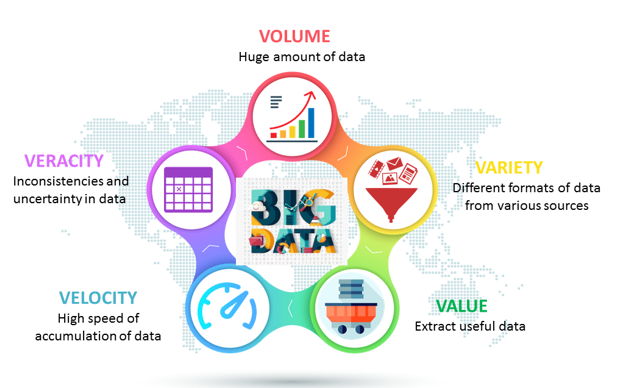 VOLUME
Huge amount of data
VERACITY
Inconsistencies and
uncertainty in data
VARIETY
Different formats of data
from various sources
BIG
DATA
VELOCITY
High speed of
accumulation of data
VALUE
Extract useful data